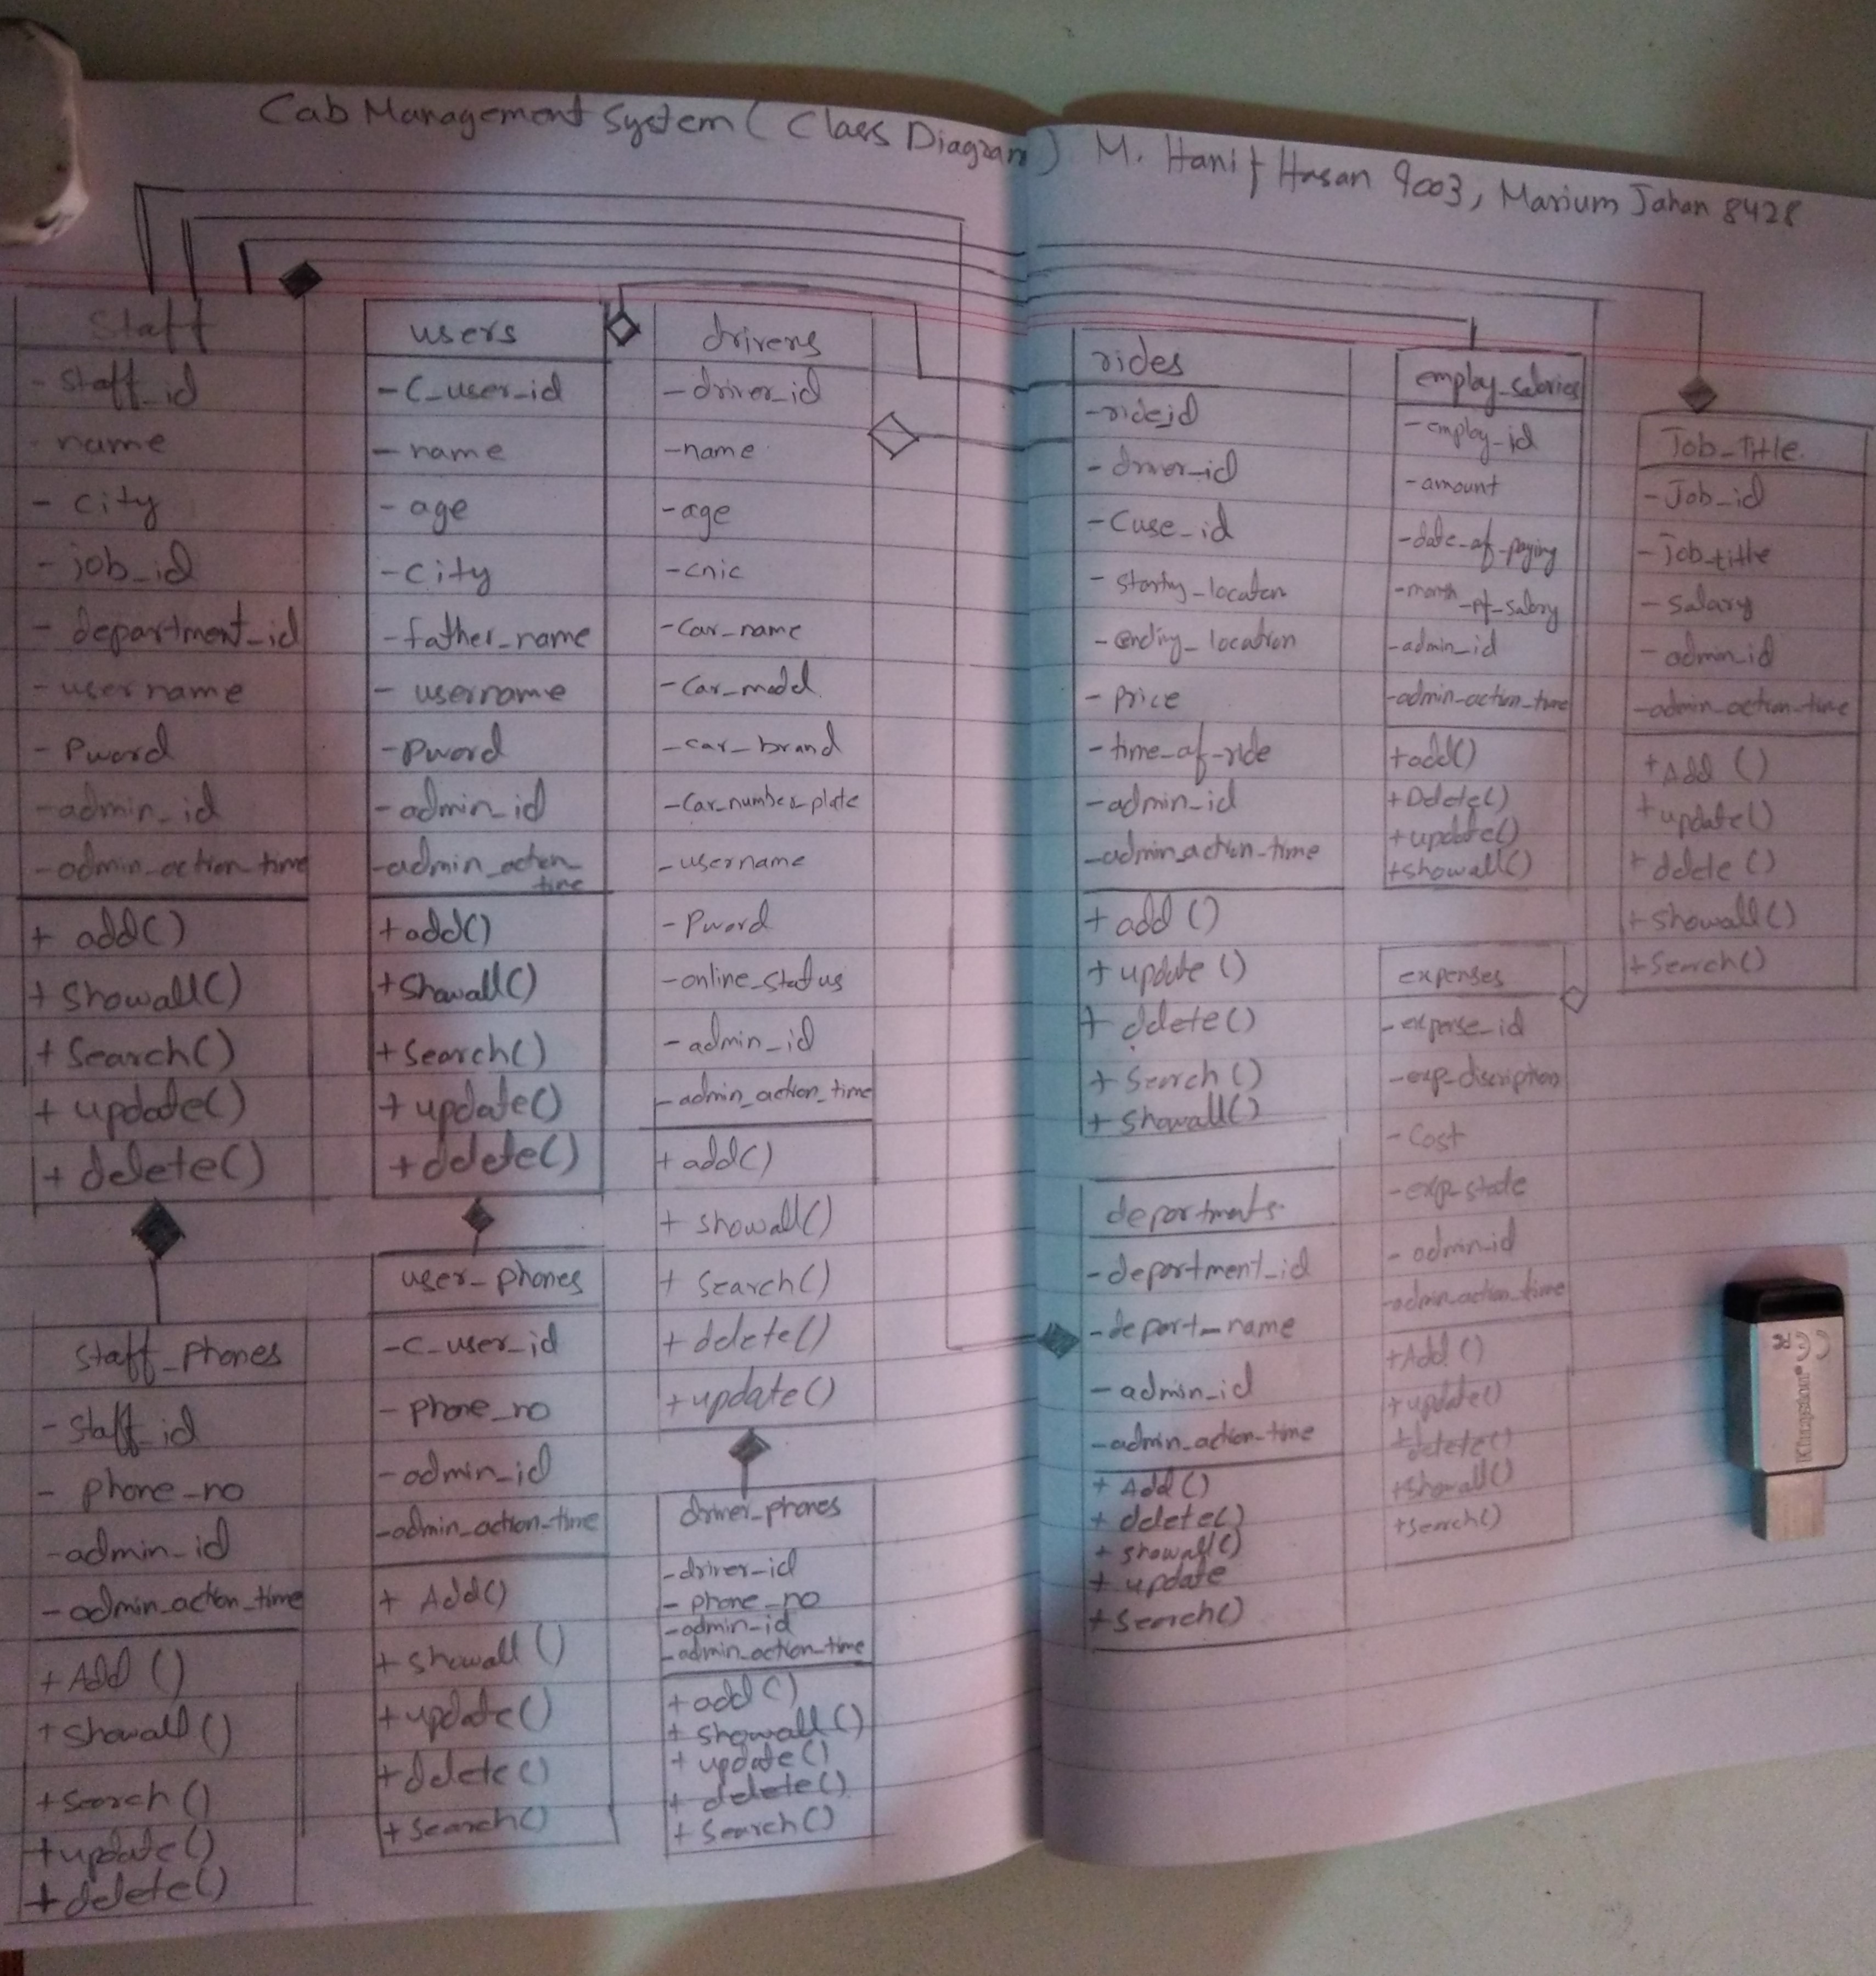 Cab Management System ( Class Diagram ) M. Hanif Hasan 9003, Marium Jahan 8428
Staff
- Staff_id
- name
- city
- job_id
- department_id
- username
- Pword
- admin_id
- admin_action_time
+ add()
+ Showall()
+ Search()
+ update()
+ delete()
Staff_Phones
- Staff_id
- phone_no
- admin_id
- admin_action_time
+ Add ()
+ Showall ()
+ Search ()
+ update()
+ delete()
users
- C_user_id
- name
- age
- city
- father_name
- username
- Pword
- admin_id
- admin_action_
time
+ add()
+ Showall()
+ Search()
+ update()
+ delete()
user_phones
- C_user_id
- phone_no
- admin_id
- admin_action_time
+ Add()
+ showall ()
+ update()
+ delete()
+ Search()
drivers
- driver_id
- name
- age
- cnic
- Car_name
- Car_model
- car_brand
- Car_number_plate
- username
- Pword
- online_status
- admin_id
- admin_action_time
+ add()
+ showall()
+ Search()
+ delete()
+ update()
driver_phones
- driver_id
- phone_no
- admin_id
- admin_action_time
+ add()
+ showall()
+ update()
+ delete()
+ Search()
rides
- ride_id
- driver_id
- Cuse_id
- ending_location
- price
- time_of_ride
- admin_id
- admin_action_time
+ add ()
+ update ()
+ delete()
+ Search ()
+ Showall()
departments
- department_id
- depart_name
- admin_id
- admin_action_time
+ Add()
+ delete()
+ showall()
+ update
+ Search()
employ_salaries
- employ_id
- amount
- date_of_paying
- month_of_salary
- admin_id
- admin_action_time
+ add()
+ Delete()
+ update()
+ Showall()
expenses
- expense_id
- exp_discription
- Cost
- admin_id
- admin_action_time
+ Add ()
+ update()
+ delete()
+ Showall()
+ Search()
Job_Title.
- Job_id
- Job_title
- Salary
- admin_id
- admin_action_time
+ Add ()
+ update()
+ delete ()
+ Showall()
+ Search()
Kingston